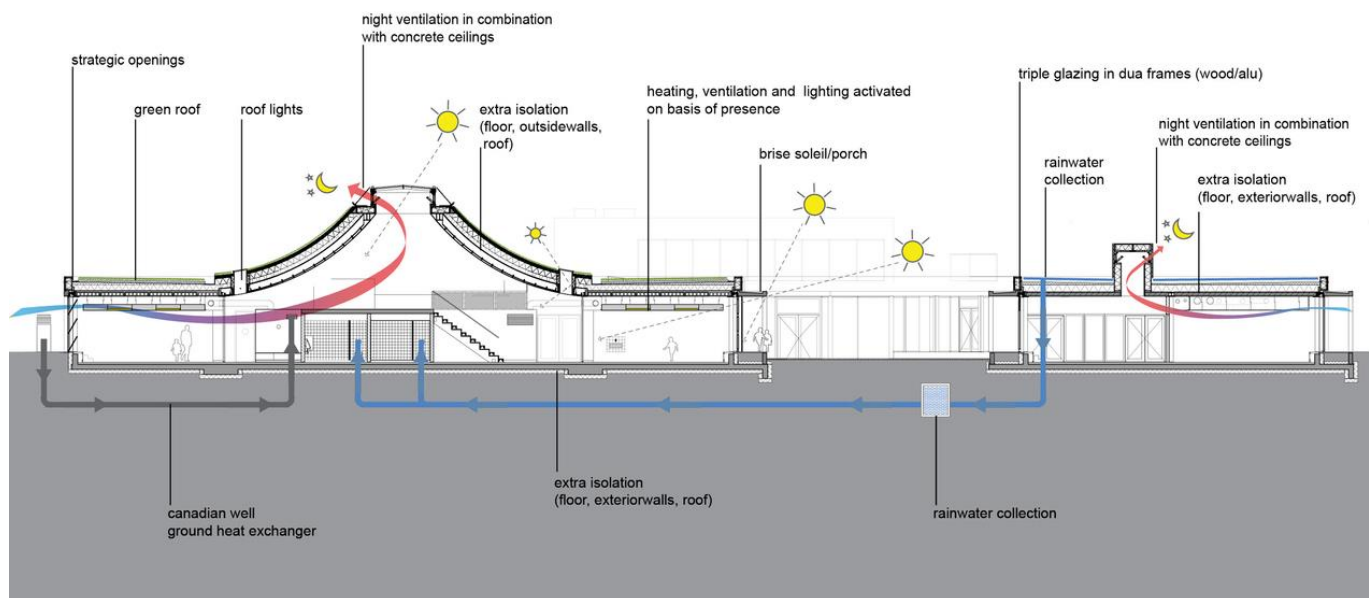 night ventilation in combination
with concrete ceilings
strategic openings
green roof
roof lights
extra isolation
(floor, outsidewalls,
roof)
heating, ventilation and lighting activated
on basis of presence
brise soleil/porch
triple glazing in dua frames (wood/alu)
rainwater
collection
night ventilation in combination
with concrete ceilings
extra isolation
(floor, exteriorwalls, roof)
canadian well
ground heat exchanger
extra isolation
(floor, exteriorwalls, roof)
rainwater collection